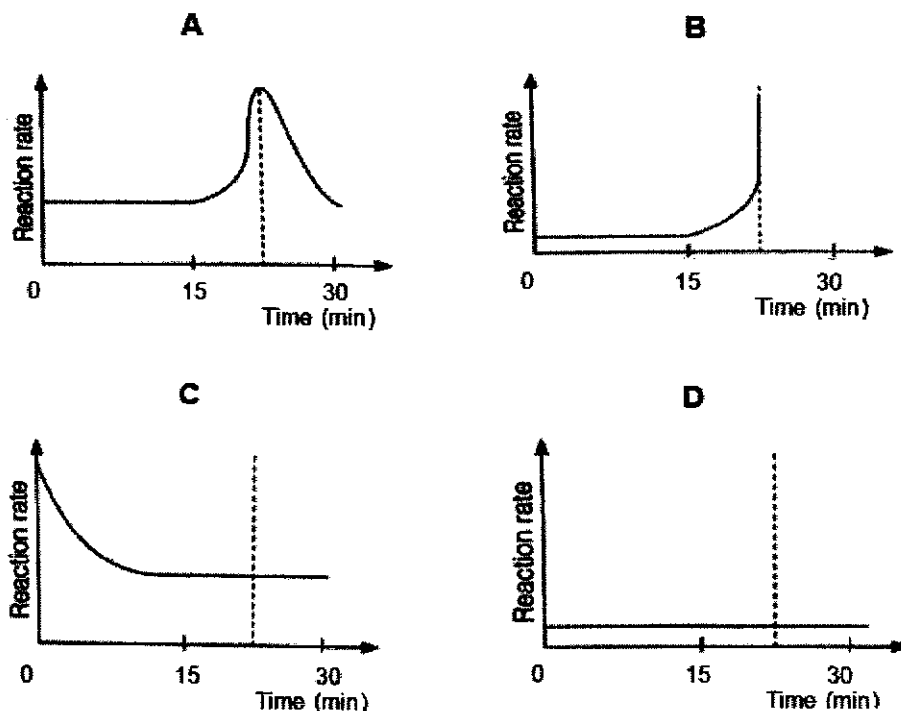 A
Reaction rate
0
15
30
Time (min)
B
Reaction rate
0
15
30
Time (min)
C
Reaction rate
0
15
30
Time (min)
D
Reaction rate
0
15
30
Time (min)